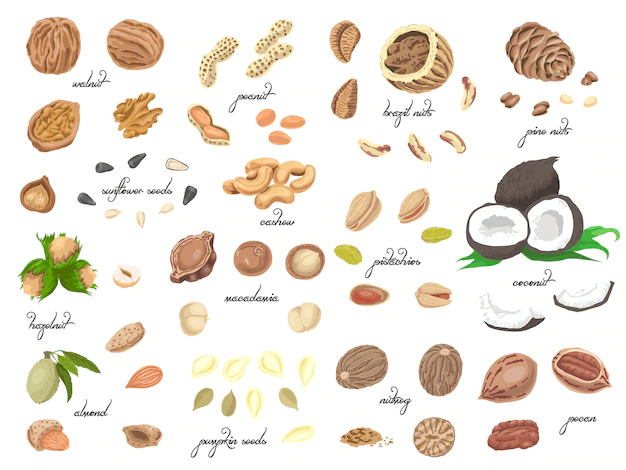 walnut
peanut
brazil nuts
pine nuts
sunflower seeds
cashew
pistachios
coconut
macadamia
hazelnut
almond
nutmeg
pecan
pumpkin seeds